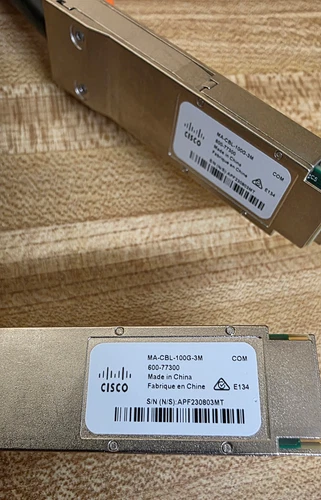 CISCO
MA-CBL-100G-3M
COM
600-77300
Made in China
Fabrique en Chine
E134
MA-CBL-100G-3M COM
600-77300
Made in China
Fabrique en Chine E134
CISCO
S/N (N/S):APF230803MT